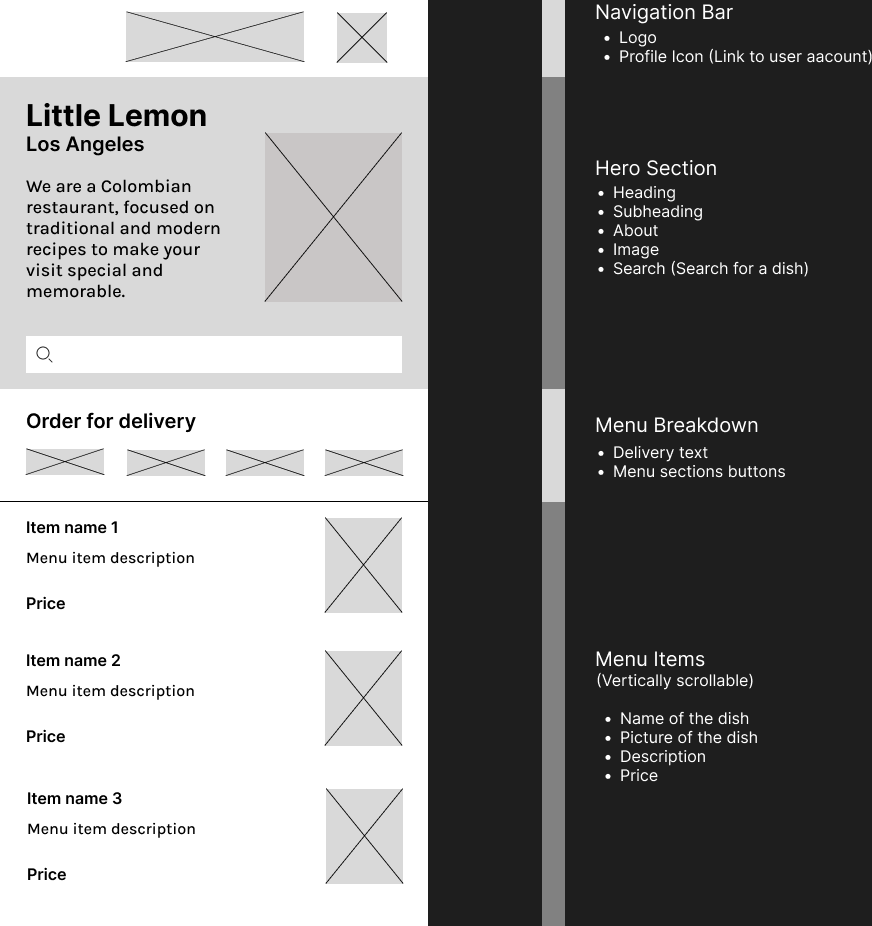 Little Lemon
Los Angeles
We are a Colombian
restaurant, focused on
traditional and modern
recipes to make your
visit special and
memorable.
Order for delivery
Item name 1
Menu item description
Price
Item name 2
Menu item description
Price
Item name 3
Menu item description
Price
Navigation Bar
• Logo
• Profile Icon (Link to user aacount)
Hero Section
• Heading
• Subheading
• About
• Image
• Search (Search for a dish)
Menu Breakdown
• Delivery text
• Menu sections buttons
Menu Items
(Vertically scrollable)
• Name of the dish
• Picture of the dish
• Description
• Price